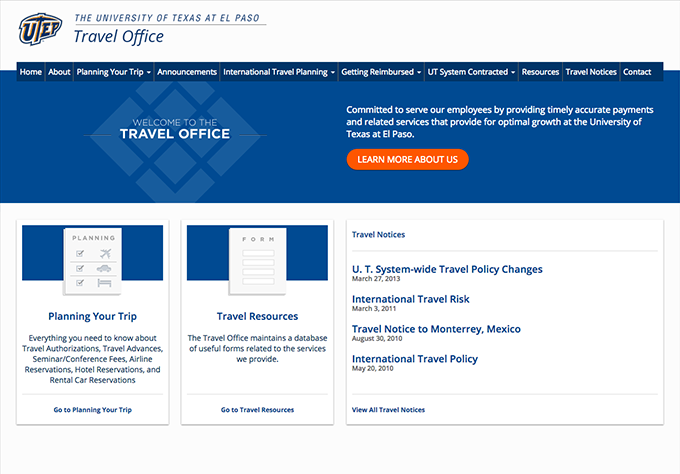 UTEP
THE UNIVERSITY OF TEXAS AT EL PASO
Travel Office
Home About Planning Your Trip Announcements International Travel Planning Getting Reimbursed UT System Contracted Resources Travel Notices Contact
WELCOME TO THE
TRAVEL OFFICE
Committed to serve our employees by providing timely accurate payments
and related services that provide for optimal growth at the University of
Texas at El Paso.
LEARN MORE ABOUT US
PLANNING
Planning Your Trip
Everything you need to know about
Travel Authorizations, Travel Advances,
Seminar/Conference Fees, Airline
Reservations, Hotel Reservations, and
Rental Car Reservations
Go to Planning Your Trip
FORM
Travel Resources
The Travel Office maintains a database
of useful forms related to the services
we provide.
Go to Travel Resources
Travel Notices
U. T. System-wide Travel Policy Changes
March 27, 2013
International Travel Risk
March 3, 2011
Travel Notice to Monterrey, Mexico
August 30, 2010
International Travel Policy
May 20, 2010
View All Travel Notices